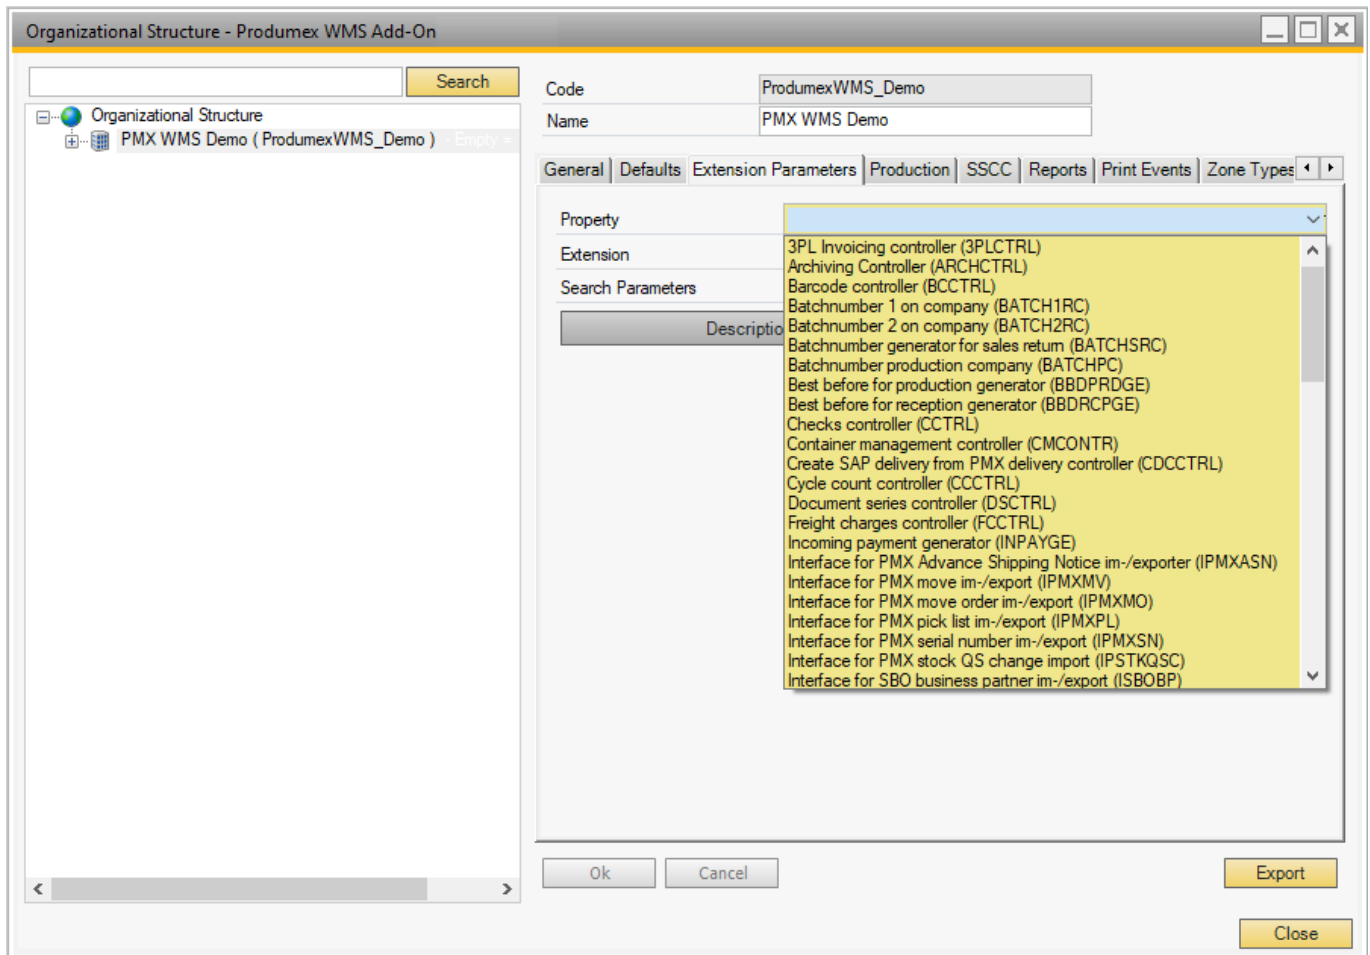 Organizational Structure - Produmex WMS Add-On
Search
Organizational Structure
PMX WMS Demo ( ProdumexWMS_Demo ) - Empty =
Code ProdumexWMS_Demo
Name PMX WMS Demo
General Defaults Extension Parameters Production SSCC Reports Print Events Zone Types
Property
Extension
Search Parameters
Descriptio
3PL Invoicing controller (3PLCTRL)
Archiving Controller (ARCHCTRL)
Barcode controller (BCCTRL)
Batchnumber 1 on company (BATCH1RC)
Batchnumber 2 on company (BATCH2RC)
Batchnumber generator for sales return (BATCHSRC)
Batchnumber production company (BATCHPC)
Best before for production generator (BBDPRDGE)
Best before for reception generator (BBDRCPGE)
Checks controller (CCTRL)
Container management controller (CMCONTR)
Create SAP delivery from PMX delivery controller (CDCCTRL)
Cycle count controller (CCCTRL)
Document series controller (DSCTRL)
Freight charges controller (FCCTRL)
Incoming payment generator (INPAYGE)
Interface for PMX Advance Shipping Notice im-/exporter (IPMXASN)
Interface for PMX move im-/export (IPMXMV)
Interface for PMX move order im-/export (IPMXMO)
Interface for PMX pick list im-/export (IPMXPL)
Interface for PMX serial number im-/export (IPMXSN)
Interface for PMX stock QS change import (IPSTKQSC)
Interface for SBO business partner im-/export (ISBOBP)
Ok Cancel Export
Close